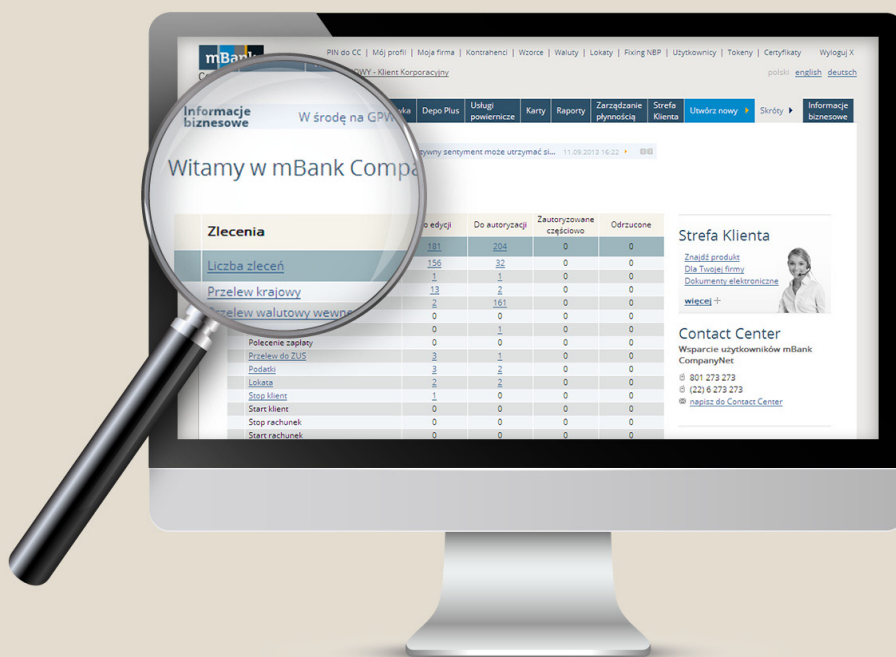 mBank
PIN do CC | Mój profil | Moja firma | Kontrahenci | Wzorce | Waluty | Lokaty | Fixing NBP | Użytkownicy | Tokeny | Certyfikaty Wyloguj X
- Klient Korporacyjny
polski english deutsch
Informacje biznesowe
W środę na GPW
Depo Plus
Usługi powiernicze
Karty
Raporty
Zarządzanie płynnością
Strefa Klienta
Utwórz nowy
Skróty
Informacje biznesowe
sentyment może utrzymać si... 11.09.2013 16:22
Witamy w mBank
Zlecenia
edycji Do autoryzacji Zautoryzowane częściowo Odrzucone
181 204 0 0
Liczba zleceń
156 32 0 0
1 1 0 0
Przelew krajowy
13 2 0 0
Przelew walutowy
2 161 0 0
0 0 0 0
0 1 0 0
Polecenie zapłaty 0 0 0 0
Przelew do ZUS 3 1 0 0
Podatki 3 2 0 0
Lokata 2 2 0 0
Stop klient 1 0 0 0
Start klient 0 0 0 0
Stop rachunek 0 0 0 0
Start rachunek 0 0 0 0
Strefa Klienta
Znajdź produkt
Dla Twojej firmy
Dokumenty elektroniczne
więcej +
Contact Center
Wsparcie użytkowników mBank
CompanyNet
801 273 273
(22) 6 273 273
napisz do Contact Center